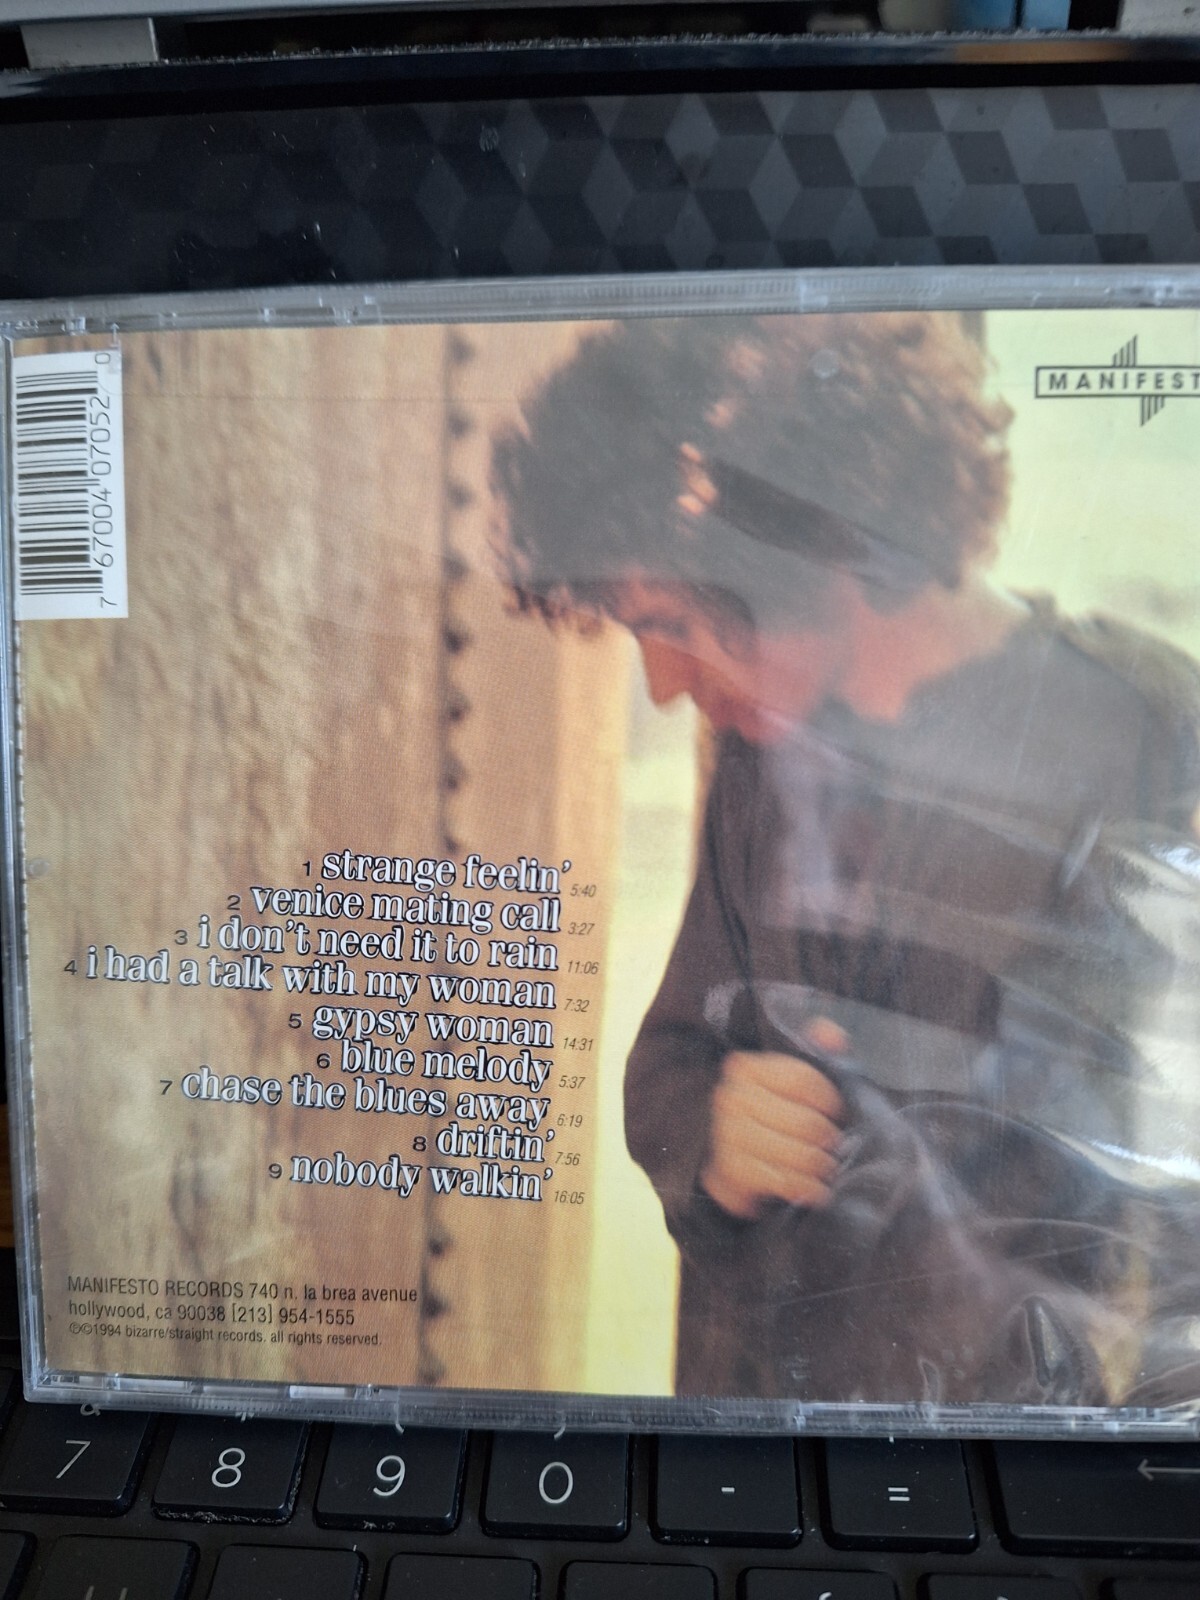 MANIFEST
7 67004 07052 0
1 strange feelin' 5:40
2 venice mating call 3:27
3 i don't need it to rain 11:06
4 i had a talk with my woman 7:32
5 gypsy woman 14:31
6 blue melody 5:37
7 chase the blues away 6:19
8 driftin' 7:56
9 nobody walkin' 16:05
MANIFESTO RECORDS 740 n. la brea avenue
hollywood, ca 90038 [213] 954-1555
℗©1994 bizarre/straight records. all rights reserved.
7 8 9 0 - =